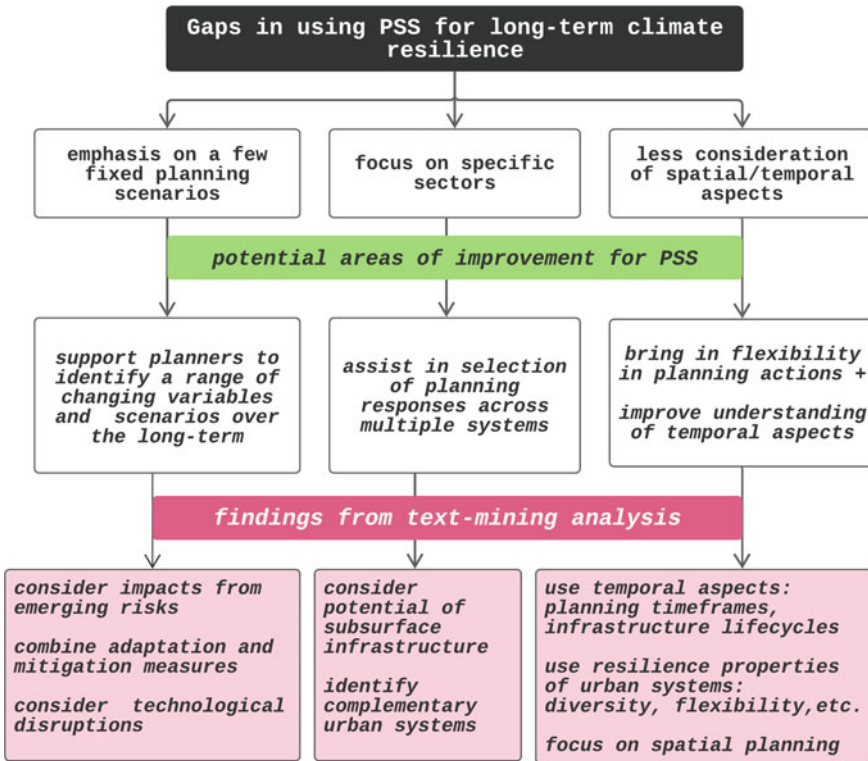 Gaps in using PSS for long-term climate
resilience
emphasis on a few
fixed planning
scenarios
focus on specific
sectors
less consideration
of spatial/temporal
aspects
potential areas of improvement for PSS
support planners to
identify a range of
changing variables
and scenarios over
the long-term
assist in selection
of planning
responses across
multiple systems
bring in flexibility
in planning actions +
improve understanding
of temporal aspects
findings from text-mining analysis
consider impacts from
emerging risks
combine adaptation and
mitigation measures
consider technological
disruptions
consider
potential of
subsurface
infrastructure
identify
complementary
urban systems
use temporal aspects:
planning timeframes,
infrastructure lifecycles
use resilience properties
of urban systems:
diversity, flexibility,etc.
focus on spatial planning